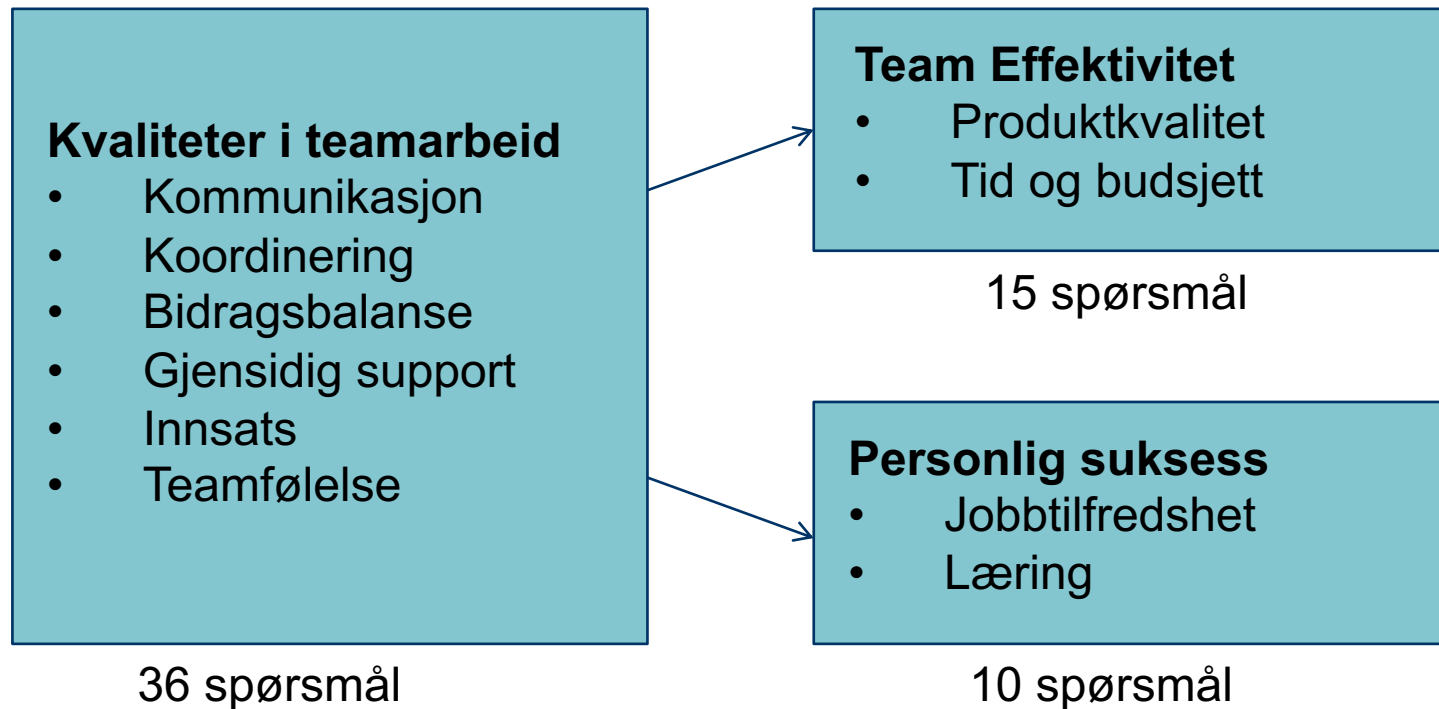 Kvaliteter i teamarbeid
• Kommunikasjon
• Koordinering
• Bidragsbalanse
• Gjensidig support
• Innsats
• Teamfølelse
36 spørsmål
Team Effektivitet
• Produktkvalitet
• Tid og budsjett
15 spørsmål
Personlig suksess
• Jobbtilfredshet
• Læring
10 spørsmål